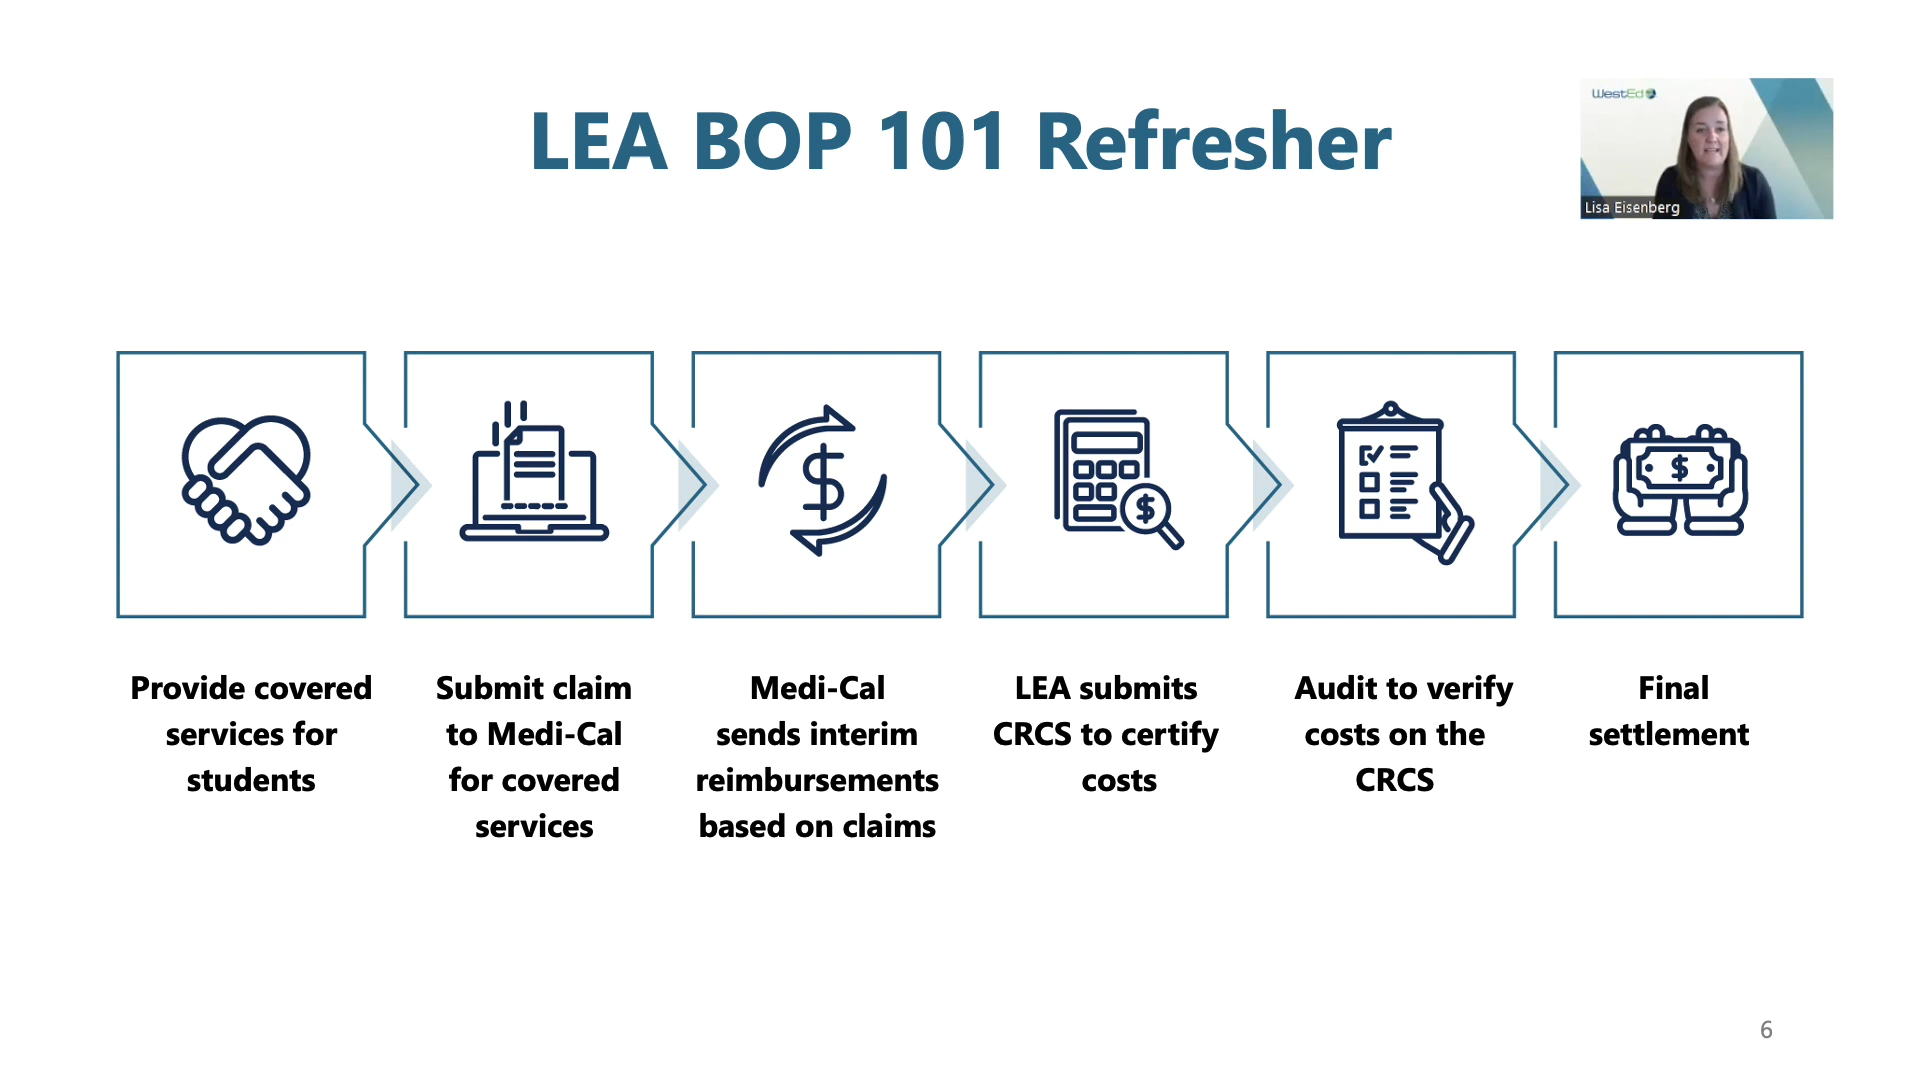 LEA BOP 101 Refresher
WestEd
Lisa Eisenberg
Provide covered
services for
students
Submit claim
to Medi-Cal
for covered
services
Medi-Cal
sends interim
reimbursements
based on claims
LEA submits
CRCS to certify
costs
Audit to verify
costs on the
CRCS
Final
settlement
6